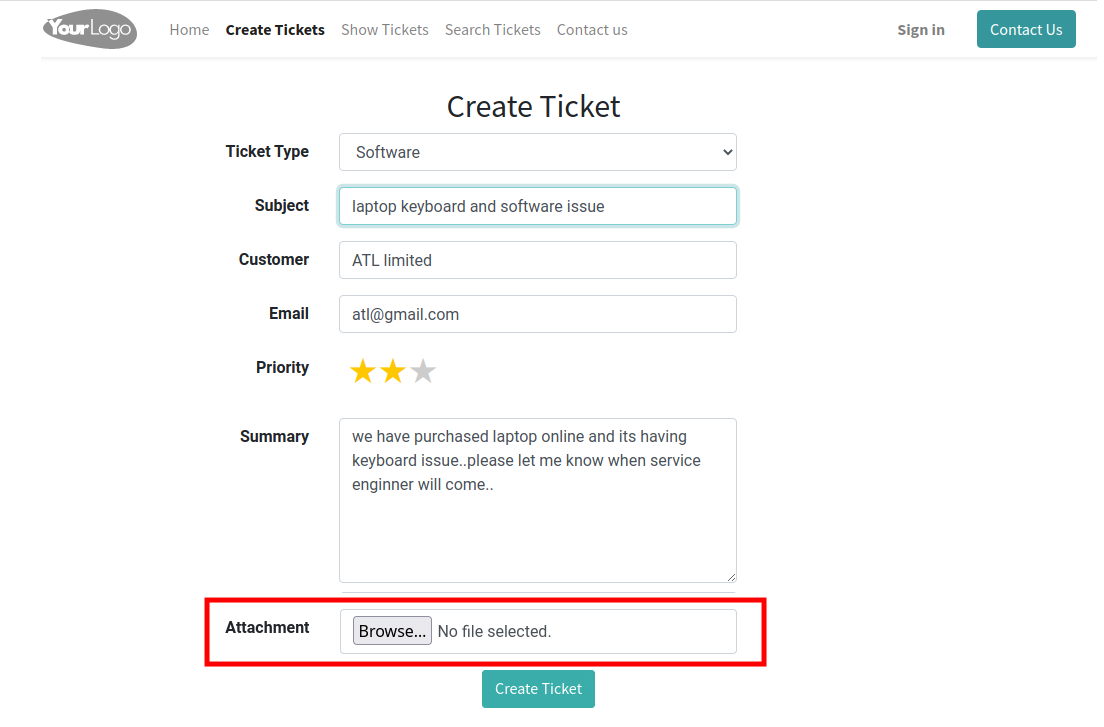 YourLogo Home Create Tickets Show Tickets Search Tickets Contact us Sign in Contact Us
Create Ticket
Ticket Type Software
Subject laptop keyboard and software issue
Customer ATL limited
Email atl@gmail.com
Priority
Summary we have purchased laptop online and its having
keyboard issue..please let me know when service
enginner will come..
Attachment Browse... No file selected.
Create Ticket